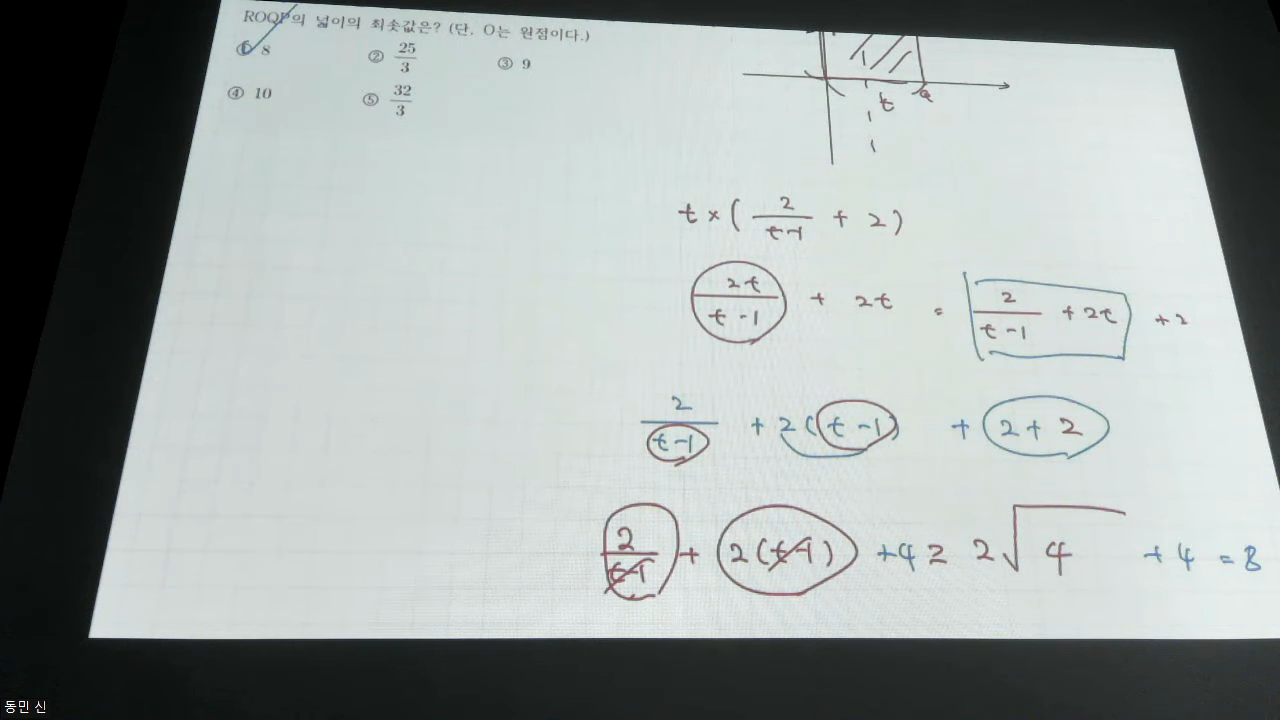 ROQP의 넓이의 최솟값은? (단, O는 원점이다.)
① 8 ② 25/3 ③ 9
④ 10 ⑤ 32/3
t Q
t × ( 2/(t-1) + 2 )
2t/(t-1) + 2t = 2/(t-1) + 2t + 2
2/(t-1) + 2(t-1) + 2+2
2/(t-1) + 2(t-1) + 4 ≥ 2√4 + 4 = 8
동민 신